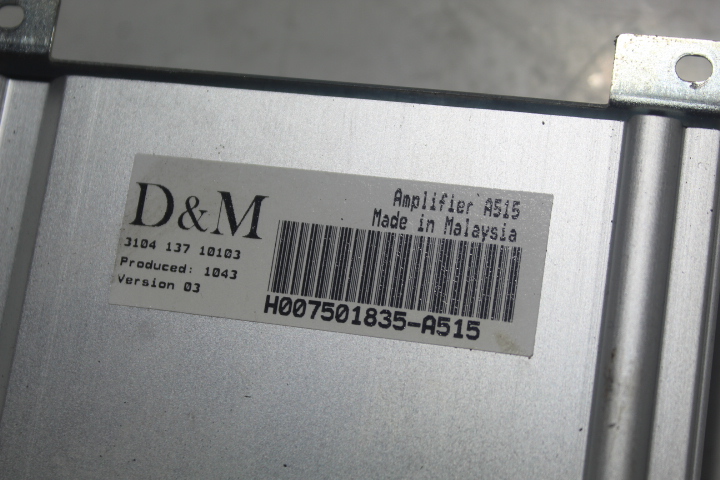 D&M
3104 137 10103
Produced: 1043
Version 03
Amplifier A515
Made in Malaysia
H007501835-A515